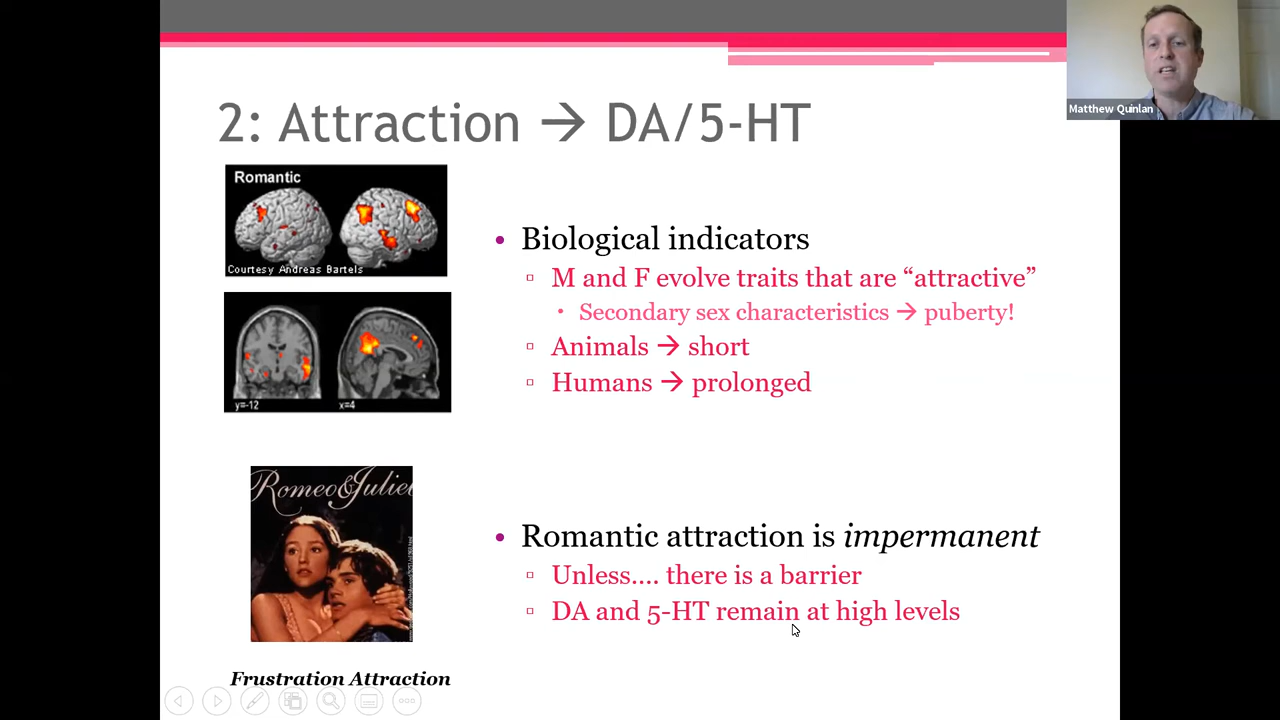 Matthew Quinlan
2: Attraction → DA/5-HT
Romantic
Courtesy Andreas Bartels
y=-12
x=4
• Biological indicators
▫ M and F evolve traits that are “attractive”
• Secondary sex characteristics → puberty!
▫ Animals → short
▫ Humans → prolonged
Romeo & Juliet
Frustration Attraction
• Romantic attraction is impermanent
▫ Unless…. there is a barrier
▫ DA and 5-HT remain at high levels